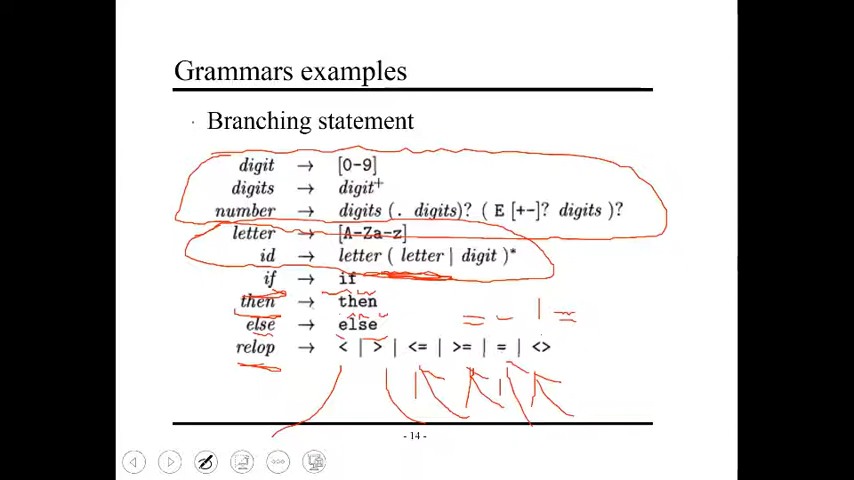 Grammars examples
· Branching statement
digit → [0-9]
digits → digit+
number → digits (. digits)? ( E [+-]? digits )?
letter → [A-Za-z]
id → letter ( letter | digit )*
if → if
then → then
else → else
relop → < | > | <= | >= | = | <>
- 14 -